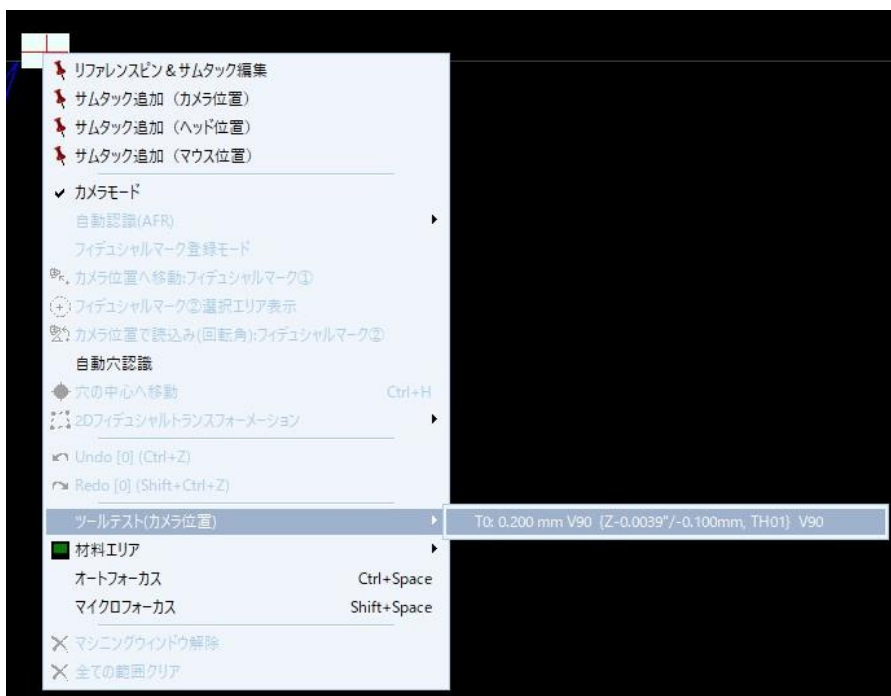 リファレンスピン＆サムタック編集
サムタック追加（カメラ位置）
サムタック追加（ヘッド位置）
サムタック追加（マウス位置）
カメラモード
自動認識(AFR)
フィデュシャルマーク登録モード
カメラ位置へ移動:フィデュシャルマーク①
フィデュシャルマーク②選択エリア表示
カメラ位置で読込み(回転角):フィデュシャルマーク②
自動穴認識
穴の中心へ移動 Ctrl+H
2Dフィデュシャルトランスフォーメーション
Undo [0] (Ctrl+Z)
Redo [0] (Shift+Ctrl+Z)
ツールテスト(カメラ位置) T0: 0.200 mm V90 {Z-0.0039"/-0.100mm, TH01} V90
材料エリア
オートフォーカス Ctrl+Space
マイクロフォーカス Shift+Space
マシニングウィンドウ解除
全ての範囲クリア